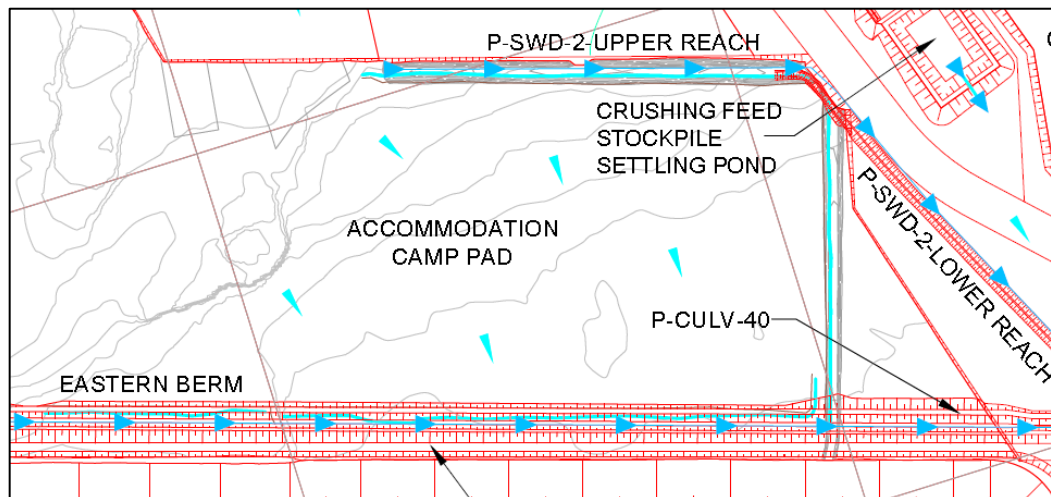 P-SWD-2-UPPER REACH
CRUSHING FEED
STOCKPILE
SETTLING POND
ACCOMMODATION
CAMP PAD
P-SWD-2-LOWER REACH
P-CULV-40
EASTERN BERM